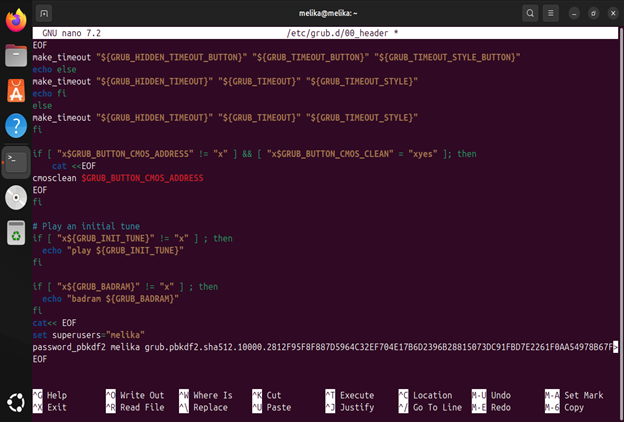 melika@melika: ~
GNU nano 7.2 /etc/grub.d/00_header *
EOF
make_timeout "${GRUB_HIDDEN_TIMEOUT_BUTTON}" "${GRUB_TIMEOUT_BUTTON}" "${GRUB_TIMEOUT_STYLE_BUTTON}"
echo else
make_timeout "${GRUB_HIDDEN_TIMEOUT}" "${GRUB_TIMEOUT}" "${GRUB_TIMEOUT_STYLE}"
echo fi
else
make_timeout "${GRUB_HIDDEN_TIMEOUT}" "${GRUB_TIMEOUT}" "${GRUB_TIMEOUT_STYLE}"
fi
if [ "x$GRUB_BUTTON_CMOS_ADDRESS" != "x" ] && [ "x$GRUB_BUTTON_CMOS_CLEAN" = "xyes" ]; then
cat <<EOF
cmosclean $GRUB_BUTTON_CMOS_ADDRESS
EOF
fi
# Play an initial tune
if [ "x${GRUB_INIT_TUNE}" != "x" ] ; then
echo "play ${GRUB_INIT_TUNE}"
fi
if [ "x${GRUB_BADRAM}" != "x" ] ; then
echo "badram ${GRUB_BADRAM}"
fi
cat<< EOF
set superusers="melika"
password_pbkdf2 melika grub.pbkdf2.sha512.10000.2812F95F8F887D5964C32EF704E17B6D2396B28815073DC91FBD7E2261F0AA54978B67F>
EOF
^G Help ^O Write Out ^W Where Is ^K Cut ^T Execute ^C Location M-U Undo M-A Set Mark
^X Exit ^R Read File ^\ Replace ^U Paste ^J Justify ^/ Go To Line M-E Redo M-6 Copy